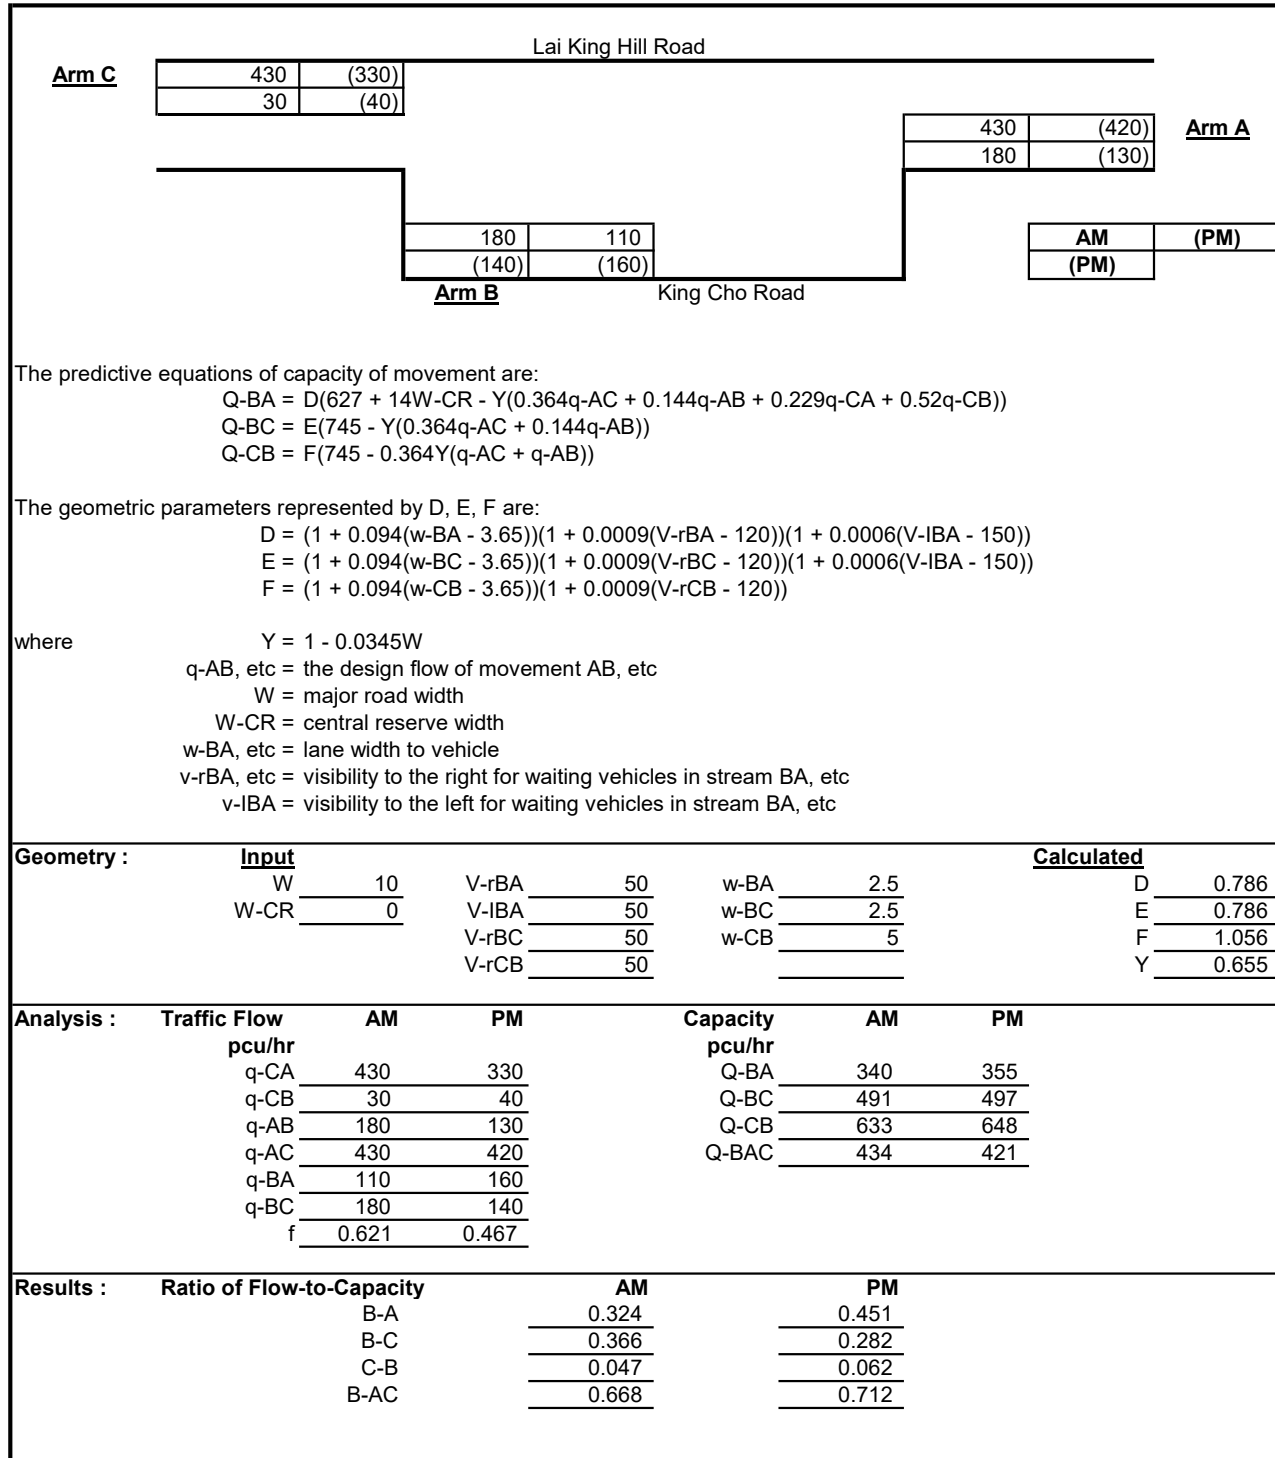 Lai King Hill Road
Arm C 430 (330)
30 (40)
430 (420) Arm A
180 (130)
180 110 AM (PM)
(140) (160) (PM)
Arm B King Cho Road
The predictive equations of capacity of movement are:
Q-BA = D(627 + 14W-CR - Y(0.364q-AC + 0.144q-AB + 0.229q-CA + 0.52q-CB))
Q-BC = E(745 - Y(0.364q-AC + 0.144q-AB))
Q-CB = F(745 - 0.364Y(q-AC + q-AB))
The geometric parameters represented by D, E, F are:
D = (1 + 0.094(w-BA - 3.65))(1 + 0.0009(V-rBA - 120))(1 + 0.0006(V-lBA - 150))
E = (1 + 0.094(w-BC - 3.65))(1 + 0.0009(V-rBC - 120))(1 + 0.0006(V-lBA - 150))
F = (1 + 0.094(w-CB - 3.65))(1 + 0.0009(V-rCB - 120))
where Y = 1 - 0.0345W
q-AB, etc = the design flow of movement AB, etc
W = major road width
W-CR = central reserve width
w-BA, etc = lane width to vehicle
v-rBA, etc = visibility to the right for waiting vehicles in stream BA, etc
v-lBA = visibility to the left for waiting vehicles in stream BA, etc
Geometry : Input Calculated
W 10 V-rBA 50 w-BA 2.5 D 0.786
W-CR 0 V-lBA 50 w-BC 2.5 E 0.786
V-rBC 50 w-CB 5 F 1.056
V-rCB 50 Y 0.655
Analysis : Traffic Flow AM PM Capacity AM PM
pcu/hr pcu/hr
q-CA 430 330 Q-BA 340 355
q-CB 30 40 Q-BC 491 497
q-AB 180 130 Q-CB 633 648
q-AC 430 420 Q-BAC 434 421
q-BA 110 160
q-BC 180 140
f 0.621 0.467
Results : Ratio of Flow-to-Capacity AM PM
B-A 0.324 0.451
B-C 0.366 0.282
C-B 0.047 0.062
B-AC 0.668 0.712